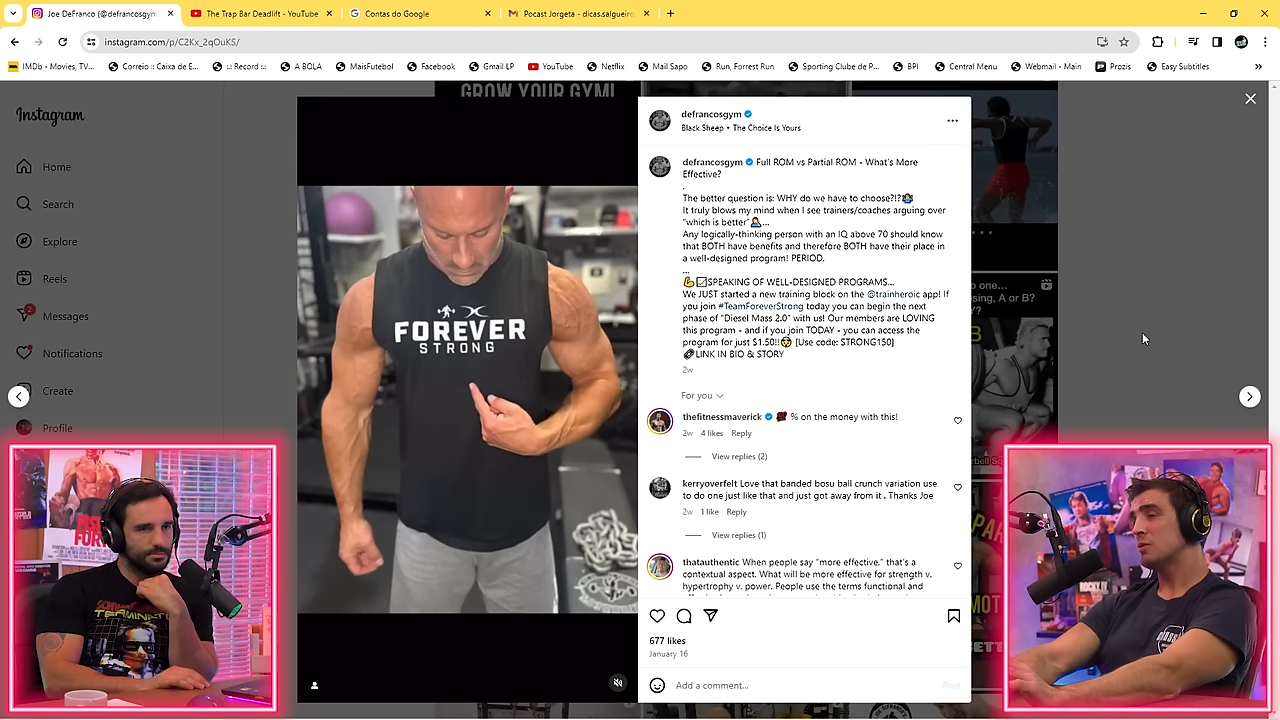 Joe DeFranco (@defrancosgym
The Trap Bar Deadlift - YouTube
Contas do Google
Pocast Jorgeta - dicas.salgueiro
instagram.com/p/C2Kx_2qOuKS/
IMDb - Movies, TV...
Correio :: Caixa de E...
::: Record :::
A BOLA
MaisFutebol
Facebook
Gmail LP
YouTube
Netflix
Mail Sapo
Run, Forrest Run
Sporting Clube de P...
BPI
Central Menu
Webmail - Main
Prozis
Easy Subtitles
GROW YOUR GYM!
Instagram
Home
Search
Explore
Reels
2
Messages
Notifications
Create
Profile
FOREVER
STRONG
defrancosgym
Black Sheep • The Choice Is Yours
defrancosgym Full ROM vs Partial ROM - What's More
Effective?
.
The better question is: WHY do we have to choose?!?🤷‍♂️
It truly blows my mind when I see trainers/coaches arguing over
"which is better"🤦‍♂️...
Any logically-thinking person with an IQ above 70 should know
that BOTH have benefits and therefore BOTH have their place in
a well-designed program! PERIOD.
...
💪SPEAKING OF WELL-DESIGNED PROGRAMS...
We JUST started a new training block on the @trainheroic app! If
you join #TeamForever$trong today you can begin the next
phase of "Diesel Mass 2.0" with us! Our members are LOVING
this program - and if you join TODAY - you can access the
program for just $1.50!!🤯 [Use code: STRONG150]
🔗LINK IN BIO & STORY
2w
For you
thefitnessmaverick % on the money with this!
2w 4 likes Reply
View replies (2)
kerryoverfelt Love that banded bosu ball crunch variation use
to do one just like that and just got away from it . Thanks Joe
2w 1 like Reply
View replies (1)
thatauthentic When people say "more effective," that's a
contextual aspect. What will be more effective for strength v.
hypertrophy v. power. People use the terms functional and
677 likes
January 16
Add a comment...
Post
o one...
sing, A or B?
Y?
B
TERMINAT